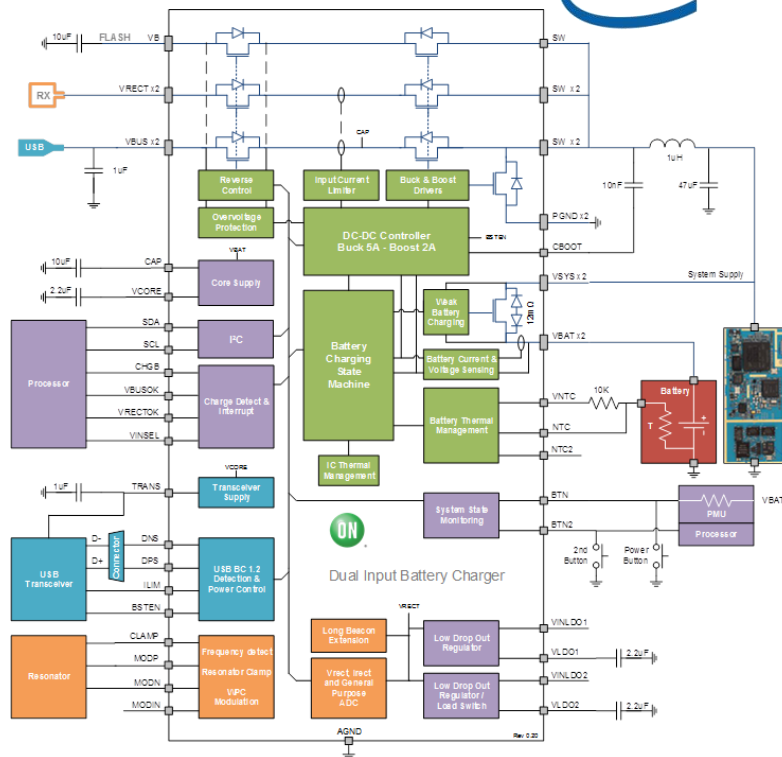 10uF
FLASH
VB
SW
RX
VRECT x2
SW x 2
USB
VBUS x2
CAP
SW x 2
1uF
1uH
10nF
47uF
Reverse
Control
Input Current
Limiter
Buck & Boost
Drivers
Overvoltage
Protection
DC-DC Controller
Buck 5A - Boost 2A
PGND x2
BSTEN
CBOOT
10uF
CAP
VBAT
Core Supply
2.2uF
VCORE
VSYS x 2
System Supply
Weak
Battery
Charging
12mΩ
Processor
SDA
SCL
I²C
Battery
Charging
State
Machine
VBAT x2
Battery Current &
Voltage Sensing
CHGB
VBUSOK
VRECTOK
VINSEL
Charge Detect &
Interrupt
Battery Thermal
Management
VNTC
10K
NTC
NTC2
Battery
T
+
-
IC Thermal
Management
1uF
TRANS
VCORE
Transceiver
Supply
System State
Monitoring
BTN
BTN2
VBAT
PMU
Processor
2nd
Button
Power
Button
ON
Dual Input Battery Charger
USB
Transceiver
D-
D+
Connector
DNS
DPS
ILIM
BSTEN
USB BC 1.2
Detection &
Power Control
Resonator
CLAMP
MODP
MODN
MODIN
Frequency detect
Resonator Clamp
WPC
Modulation
VRECT
Long Beacon
Extension
Vrect, Irect
and General
Purpose
ADC
Low Drop Out
Regulator
Low Drop Out
Regulator /
Load Switch
VINLDO1
VLDO1
2.2uF
VINLDO2
VLDO2
2.2uF
AGND
Rev 0.20